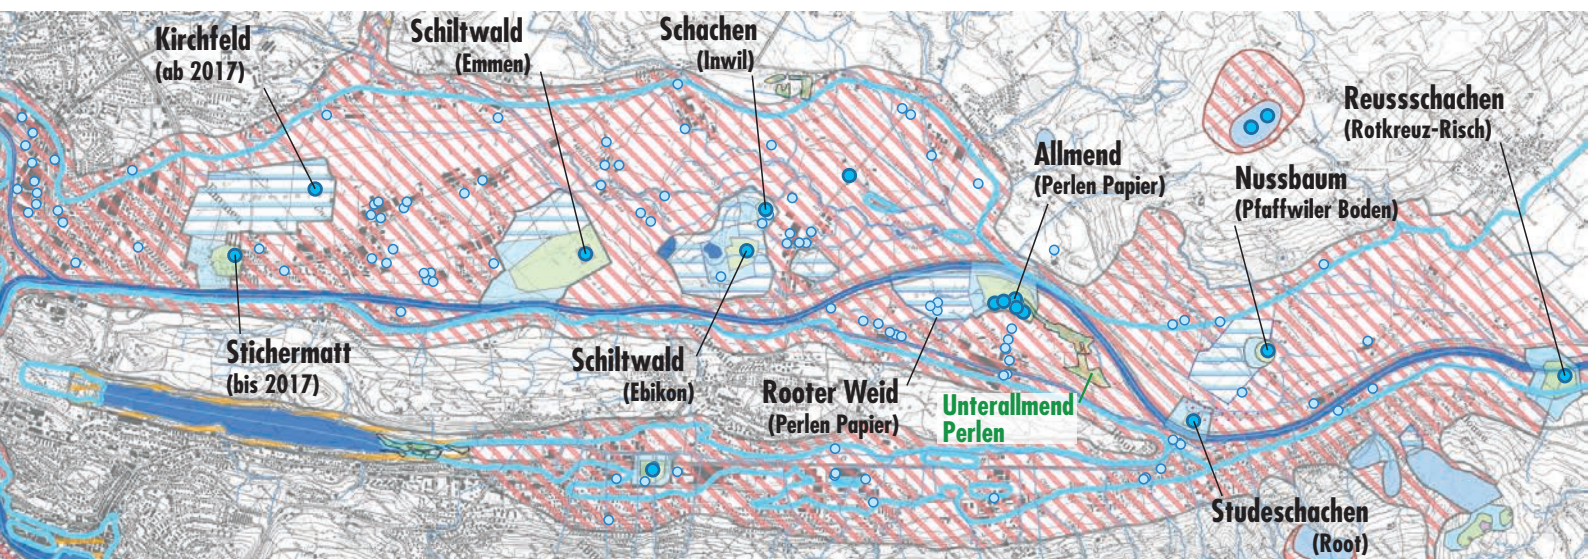 Kirchfeld
(ab 2017)
Schiltwald
(Emmen)
Schachen
(Inwil)
Allmend
(Perlen Papier)
Reussschachen
(Rotkreuz-Risch)
Nussbaum
(Pfaffwiler Boden)
Stichermatt
(bis 2017)
Schiltwald
(Ebikon)
Rooter Weid
(Perlen Papier)
Unterallmend
Perlen
Studeschachen
(Root)